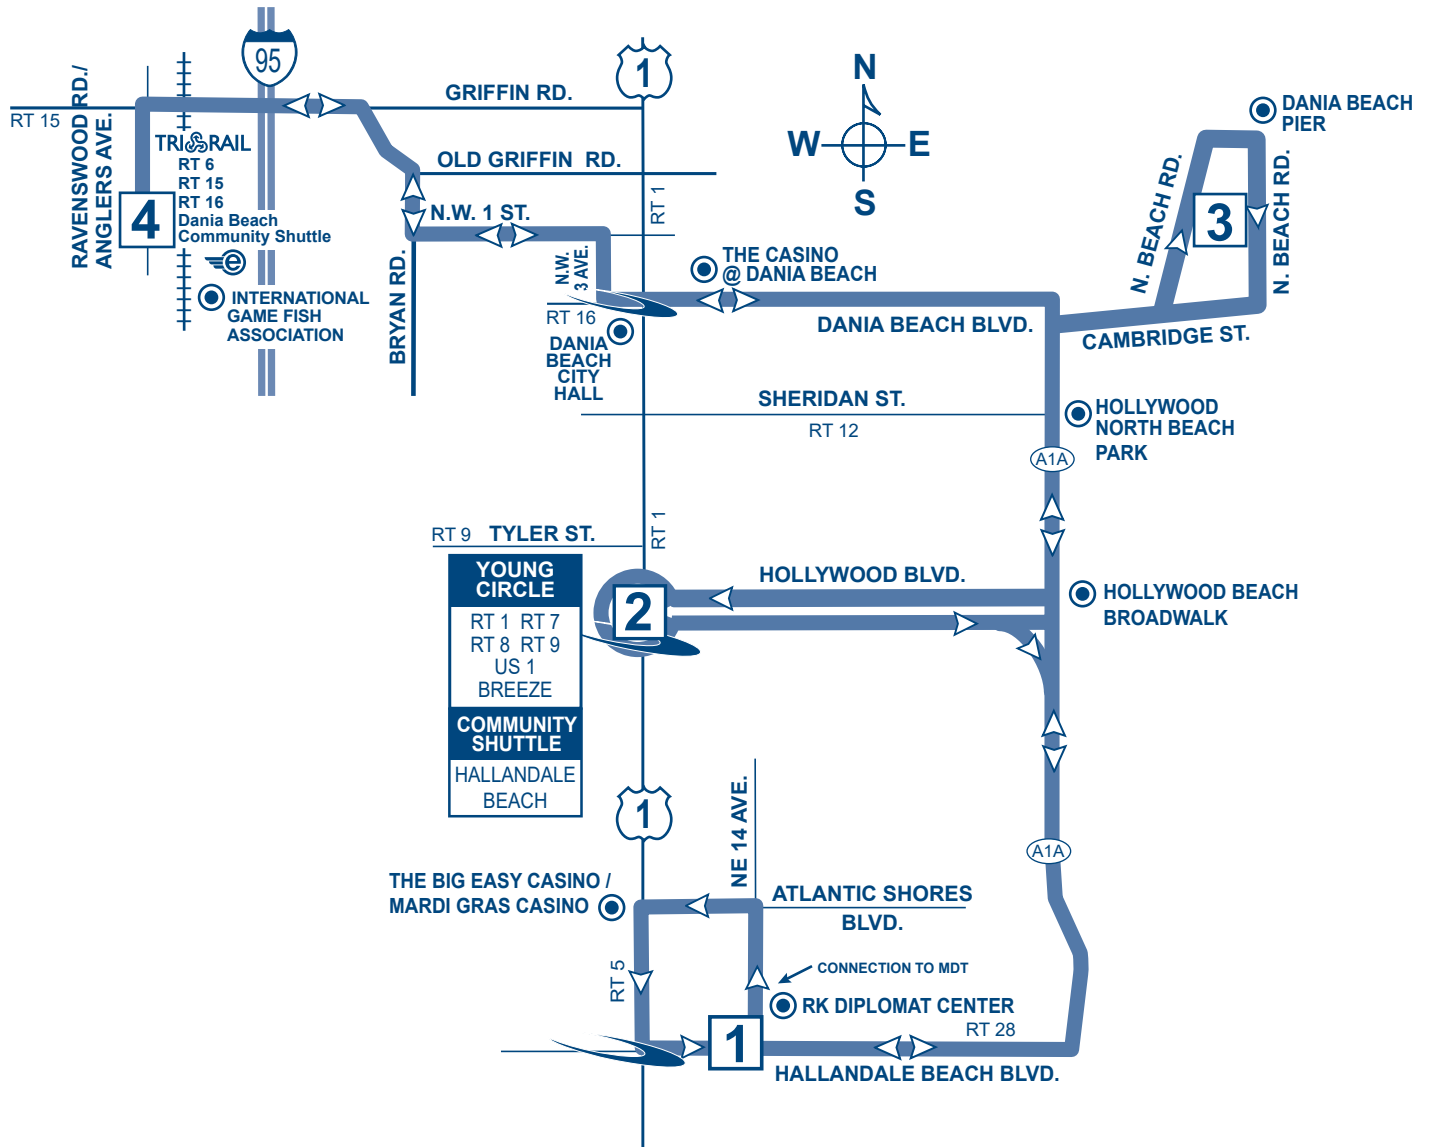 95
1
N
W
E
S
GRIFFIN RD.
RT 15
RAVENSWOOD RD./
ANGLERS AVE.
TRI RAIL
RT 6
RT 15
RT 16
Dania Beach
Community Shuttle
4
e
INTERNATIONAL
GAME FISH
ASSOCIATION
OLD GRIFFIN RD.
RT 1
N.W. 1 ST.
BRYAN RD.
N.W.
3 AVE.
RT 16
DANIA
BEACH
CITY
HALL
THE CASINO
@ DANIA BEACH
DANIA BEACH BLVD.
DANIA BEACH
PIER
N. BEACH RD.
3
N. BEACH RD.
CAMBRIDGE ST.
SHERIDAN ST.
RT 12
HOLLYWOOD
NORTH BEACH
PARK
A1A
RT 9 TYLER ST.
RT 1
YOUNG
CIRCLE
RT 1 RT 7
RT 8 RT 9
US 1
BREEZE
COMMUNITY
SHUTTLE
HALLANDALE
BEACH
2
HOLLYWOOD BLVD.
HOLLYWOOD BEACH
BROADWALK
1
NE 14 AVE.
A1A
THE BIG EASY CASINO /
MARDI GRAS CASINO
ATLANTIC SHORES
BLVD.
RT 5
CONNECTION TO MDT
RK DIPLOMAT CENTER
RT 28
1
HALLANDALE BEACH BLVD.